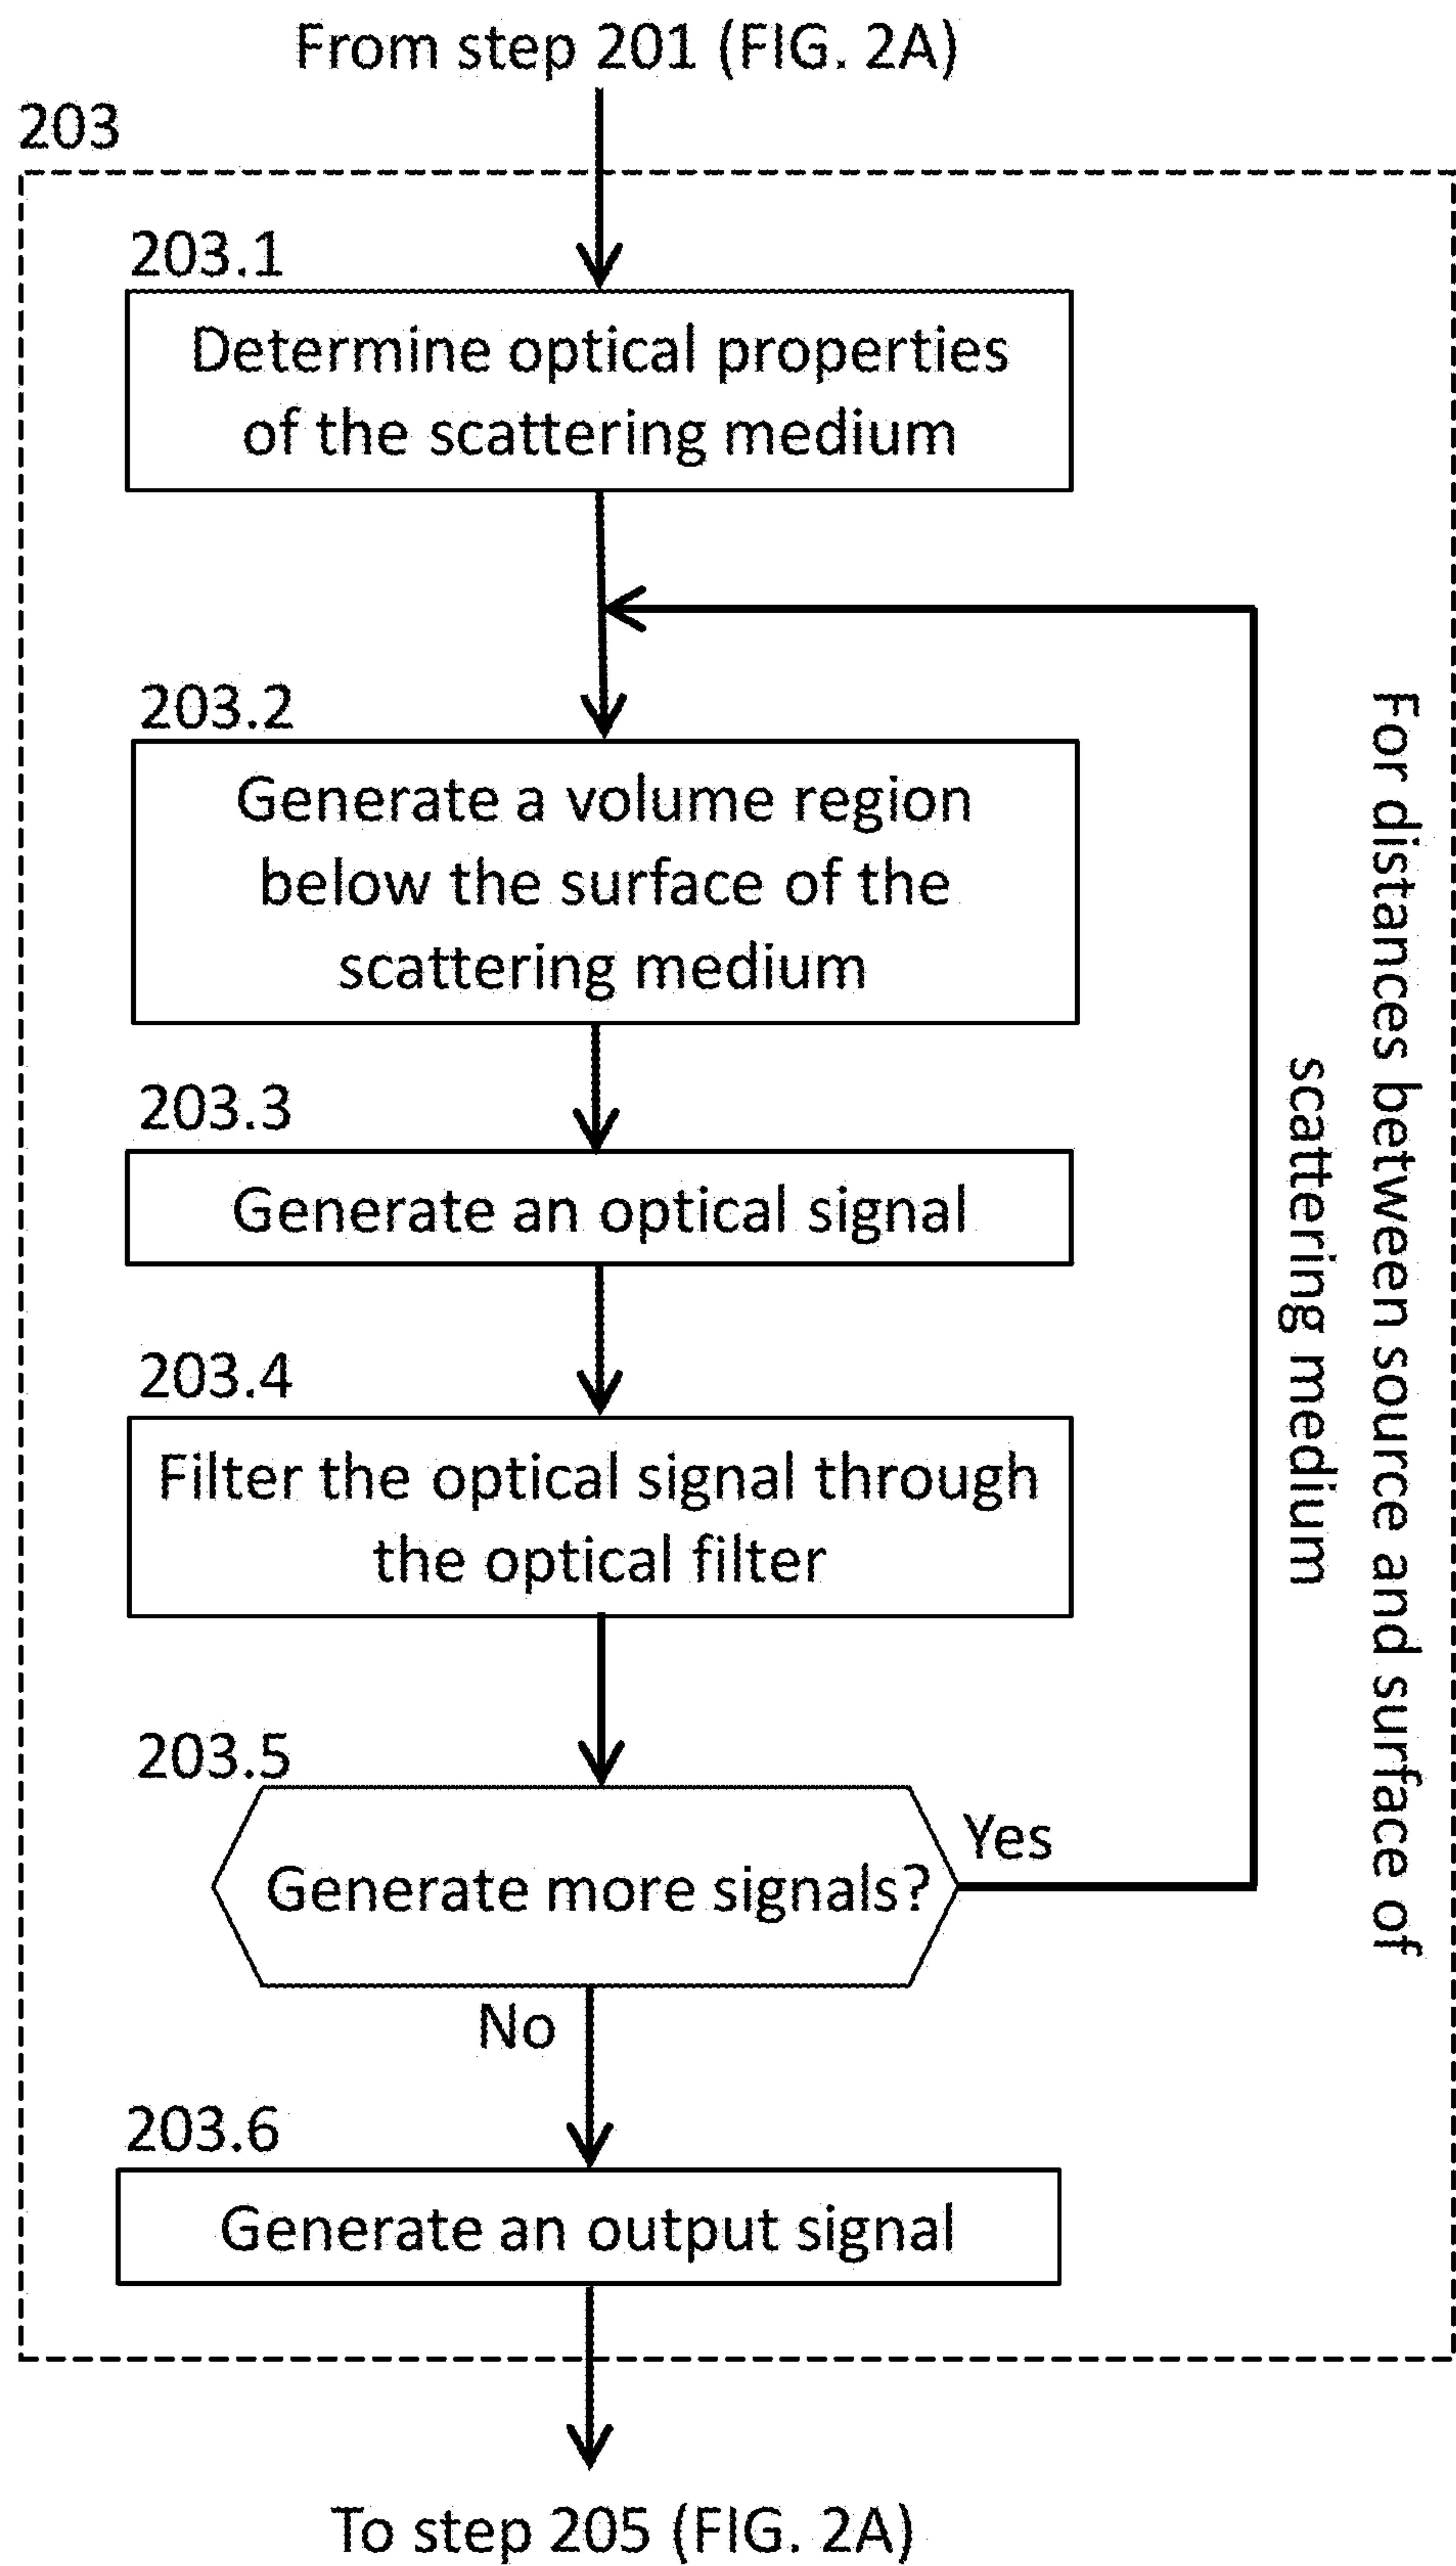 From step 201 (FIG. 2A)
203
203.1
Determine optical properties
of the scattering medium
203.2
Generate a volume region
below the surface of the
scattering medium
203.3
Generate an optical signal
203.4
Filter the optical signal through
the optical filter
203.5
Generate more signals?
Yes
No
For distances between source and surface of
scattering medium
203.6
Generate an output signal
To step 205 (FIG. 2A)